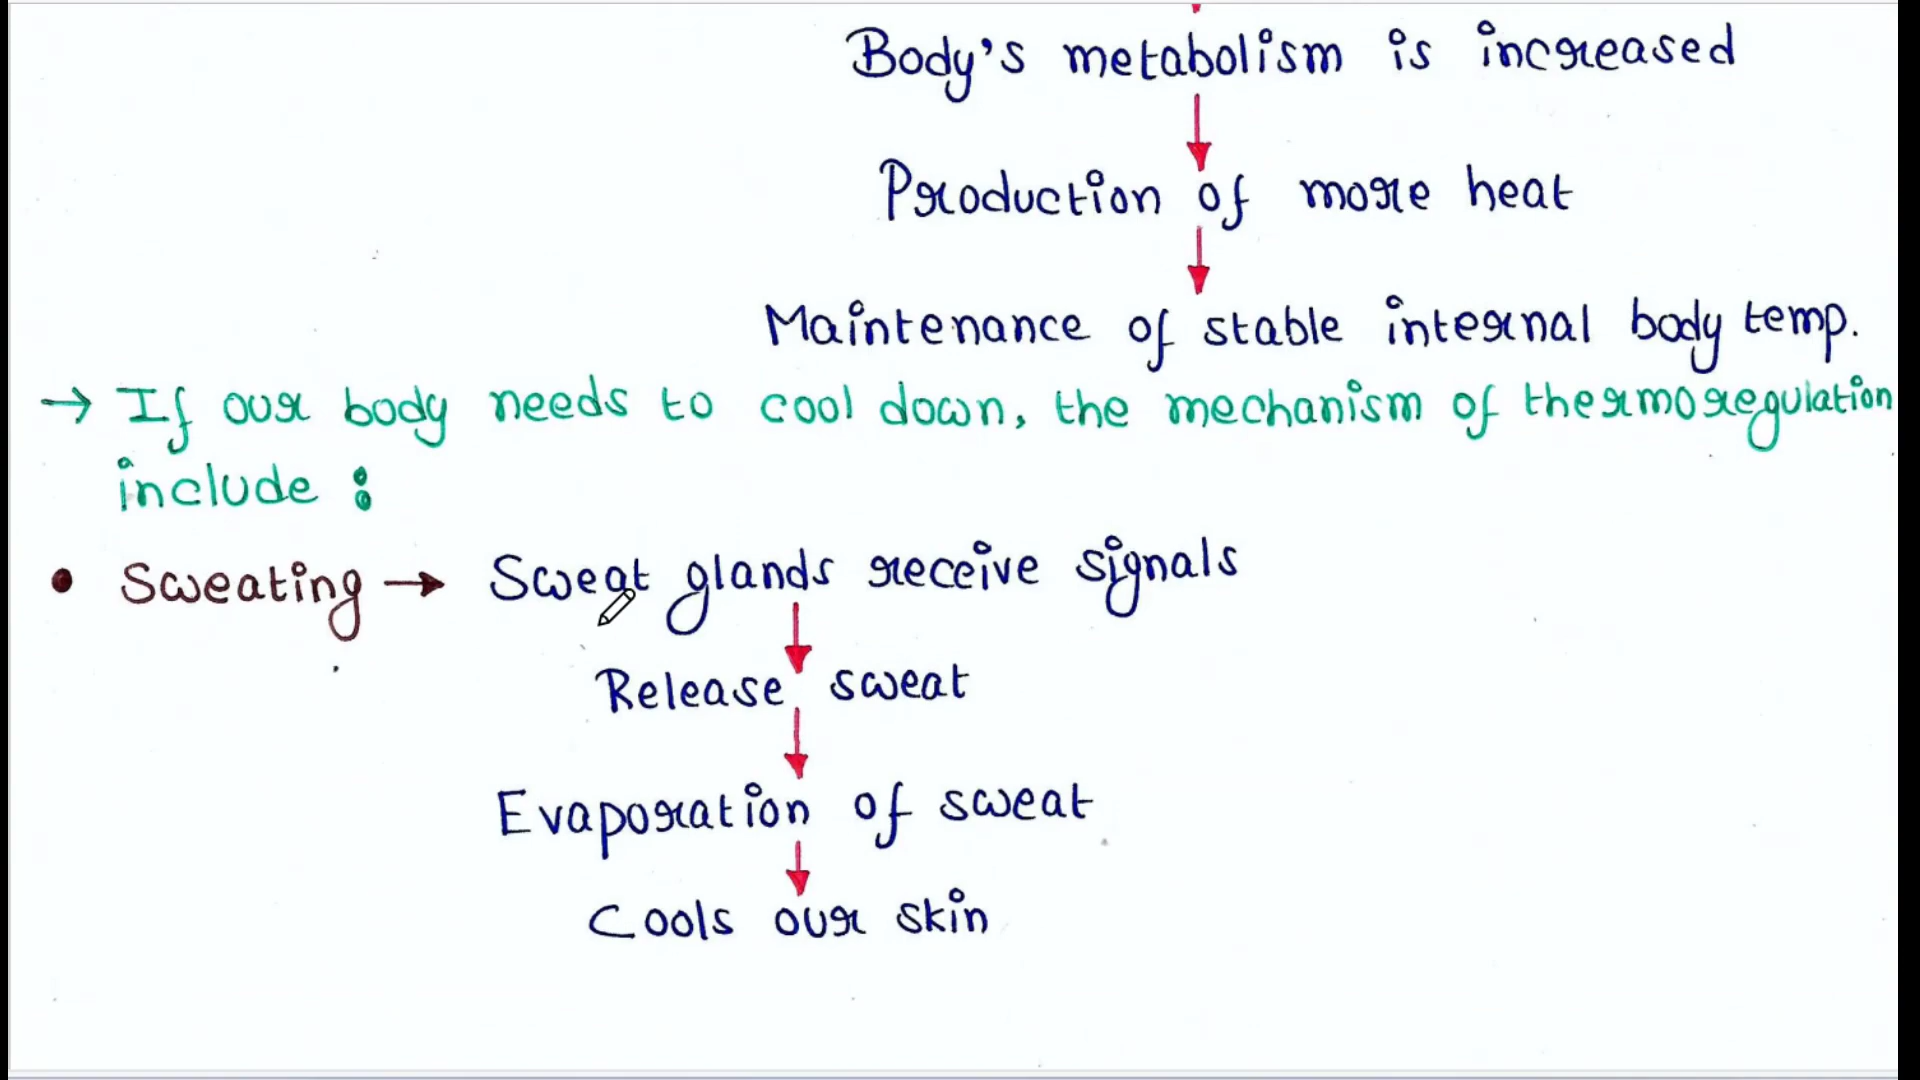 Body's metabolism is increased
Production of more heat
Maintenance of stable internal body temp.
→ If our body needs to cool down, the mechanism of thermoregulation
include :
• Sweating → Sweat glands receive signals
Release sweat
Evaporation of sweat
Cools our skin